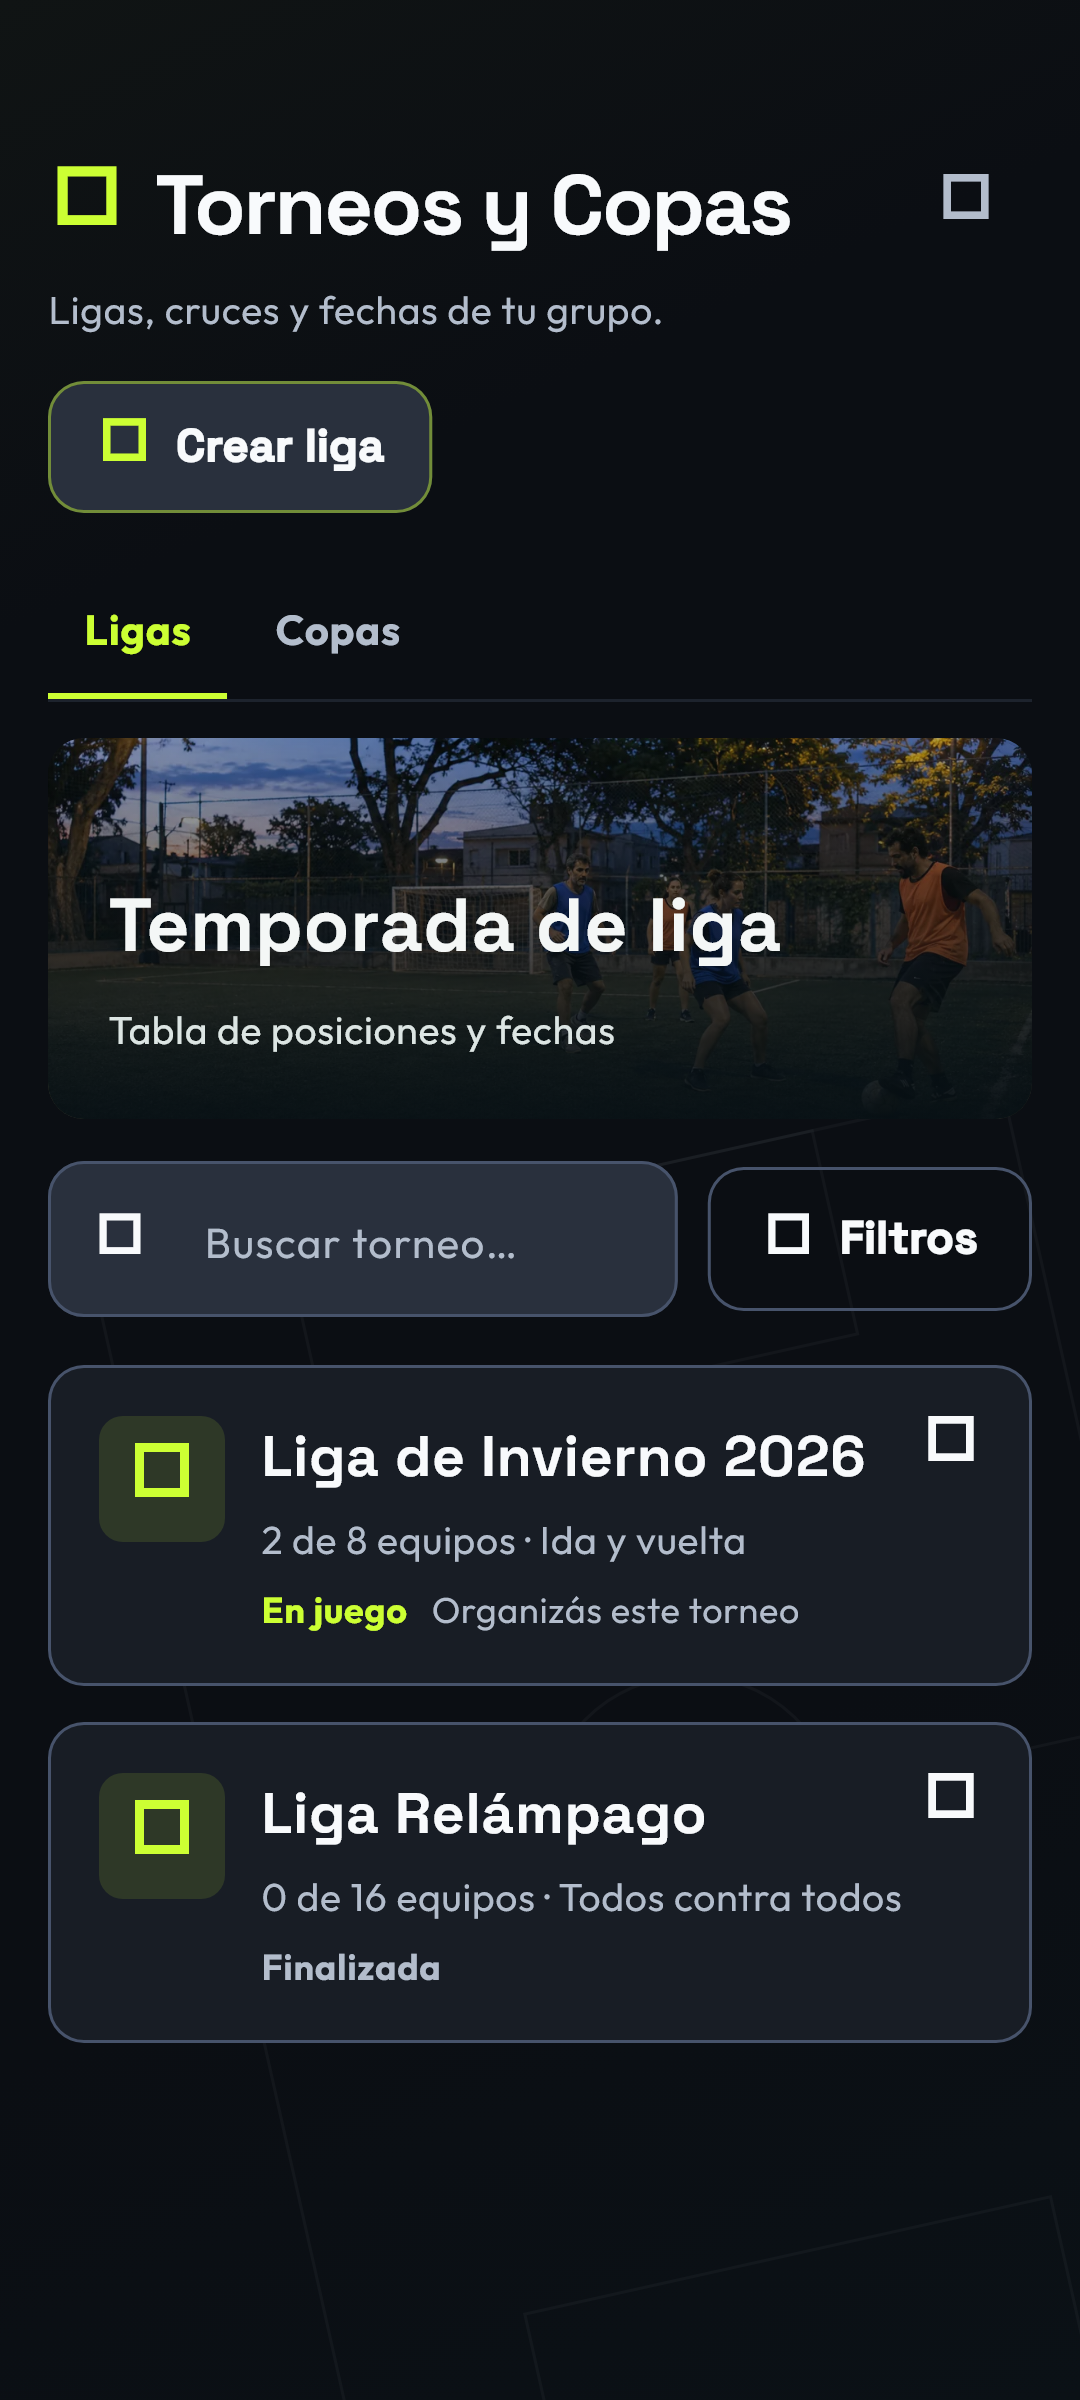 Torneos y Copas
Ligas, cruces y fechas de tu grupo.
Crear liga
Ligas
Copas
Temporada de liga
Tabla de posiciones y fechas
Buscar torneo...
Filtros
Liga de Invierno 2026
2 de 8 equipos · Ida y vuelta
En juego Organizás este torneo
Liga Relámpago
0 de 16 equipos · Todos contra todos
Finalizada